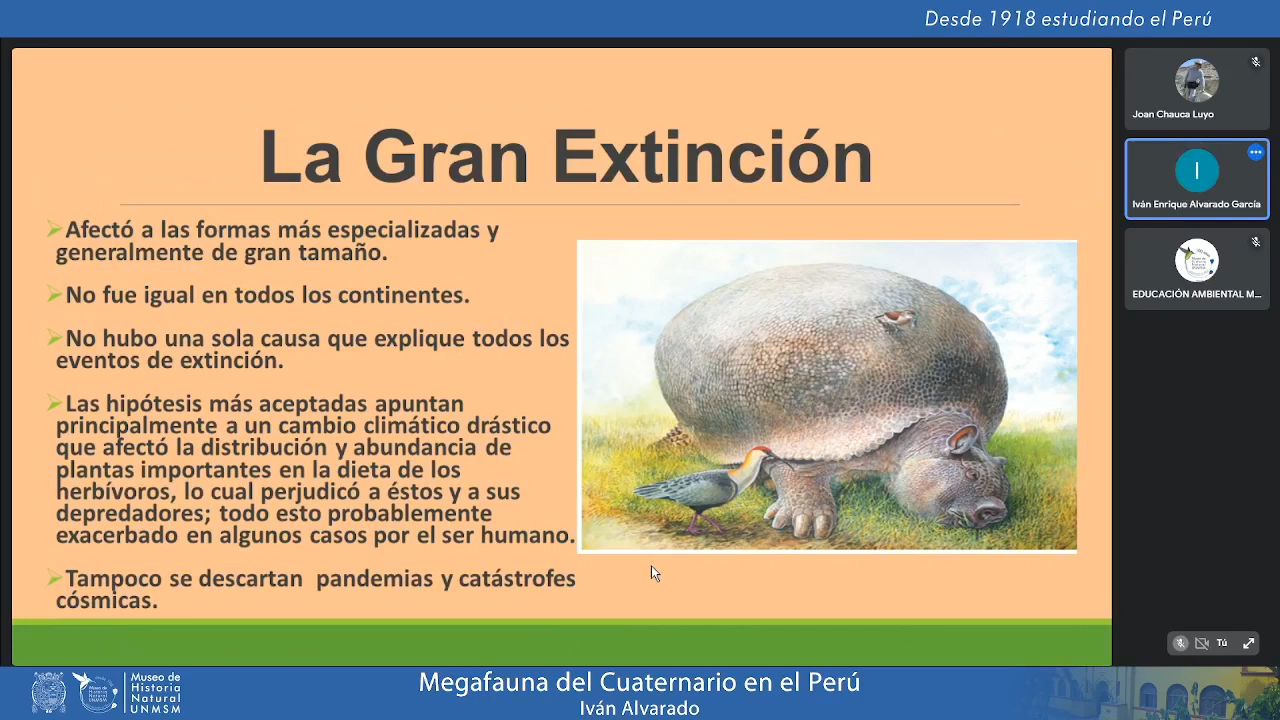 Desde 1918 estudiando el Perú
La Gran Extinción
Afectó a las formas más especializadas y
generalmente de gran tamaño.
No fue igual en todos los continentes.
No hubo una sola causa que explique todos los
eventos de extinción.
Las hipótesis más aceptadas apuntan
principalmente a un cambio climático drástico
que afectó la distribución y abundancia de
plantas importantes en la dieta de los
herbívoros, lo cual perjudicó a éstos y a sus
depredadores; todo esto probablemente
exacerbado en algunos casos por el ser humano.
Tampoco se descartan pandemias y catástrofes
cósmicas.
Joan Chauca Luyo
I
Iván Enrique Alvarado García
EDUCACIÓN AMBIENTAL M...
Tú
Museo de
Historia
Natural
UNMSM
Megafauna del Cuaternario en el Perú
Iván Alvarado